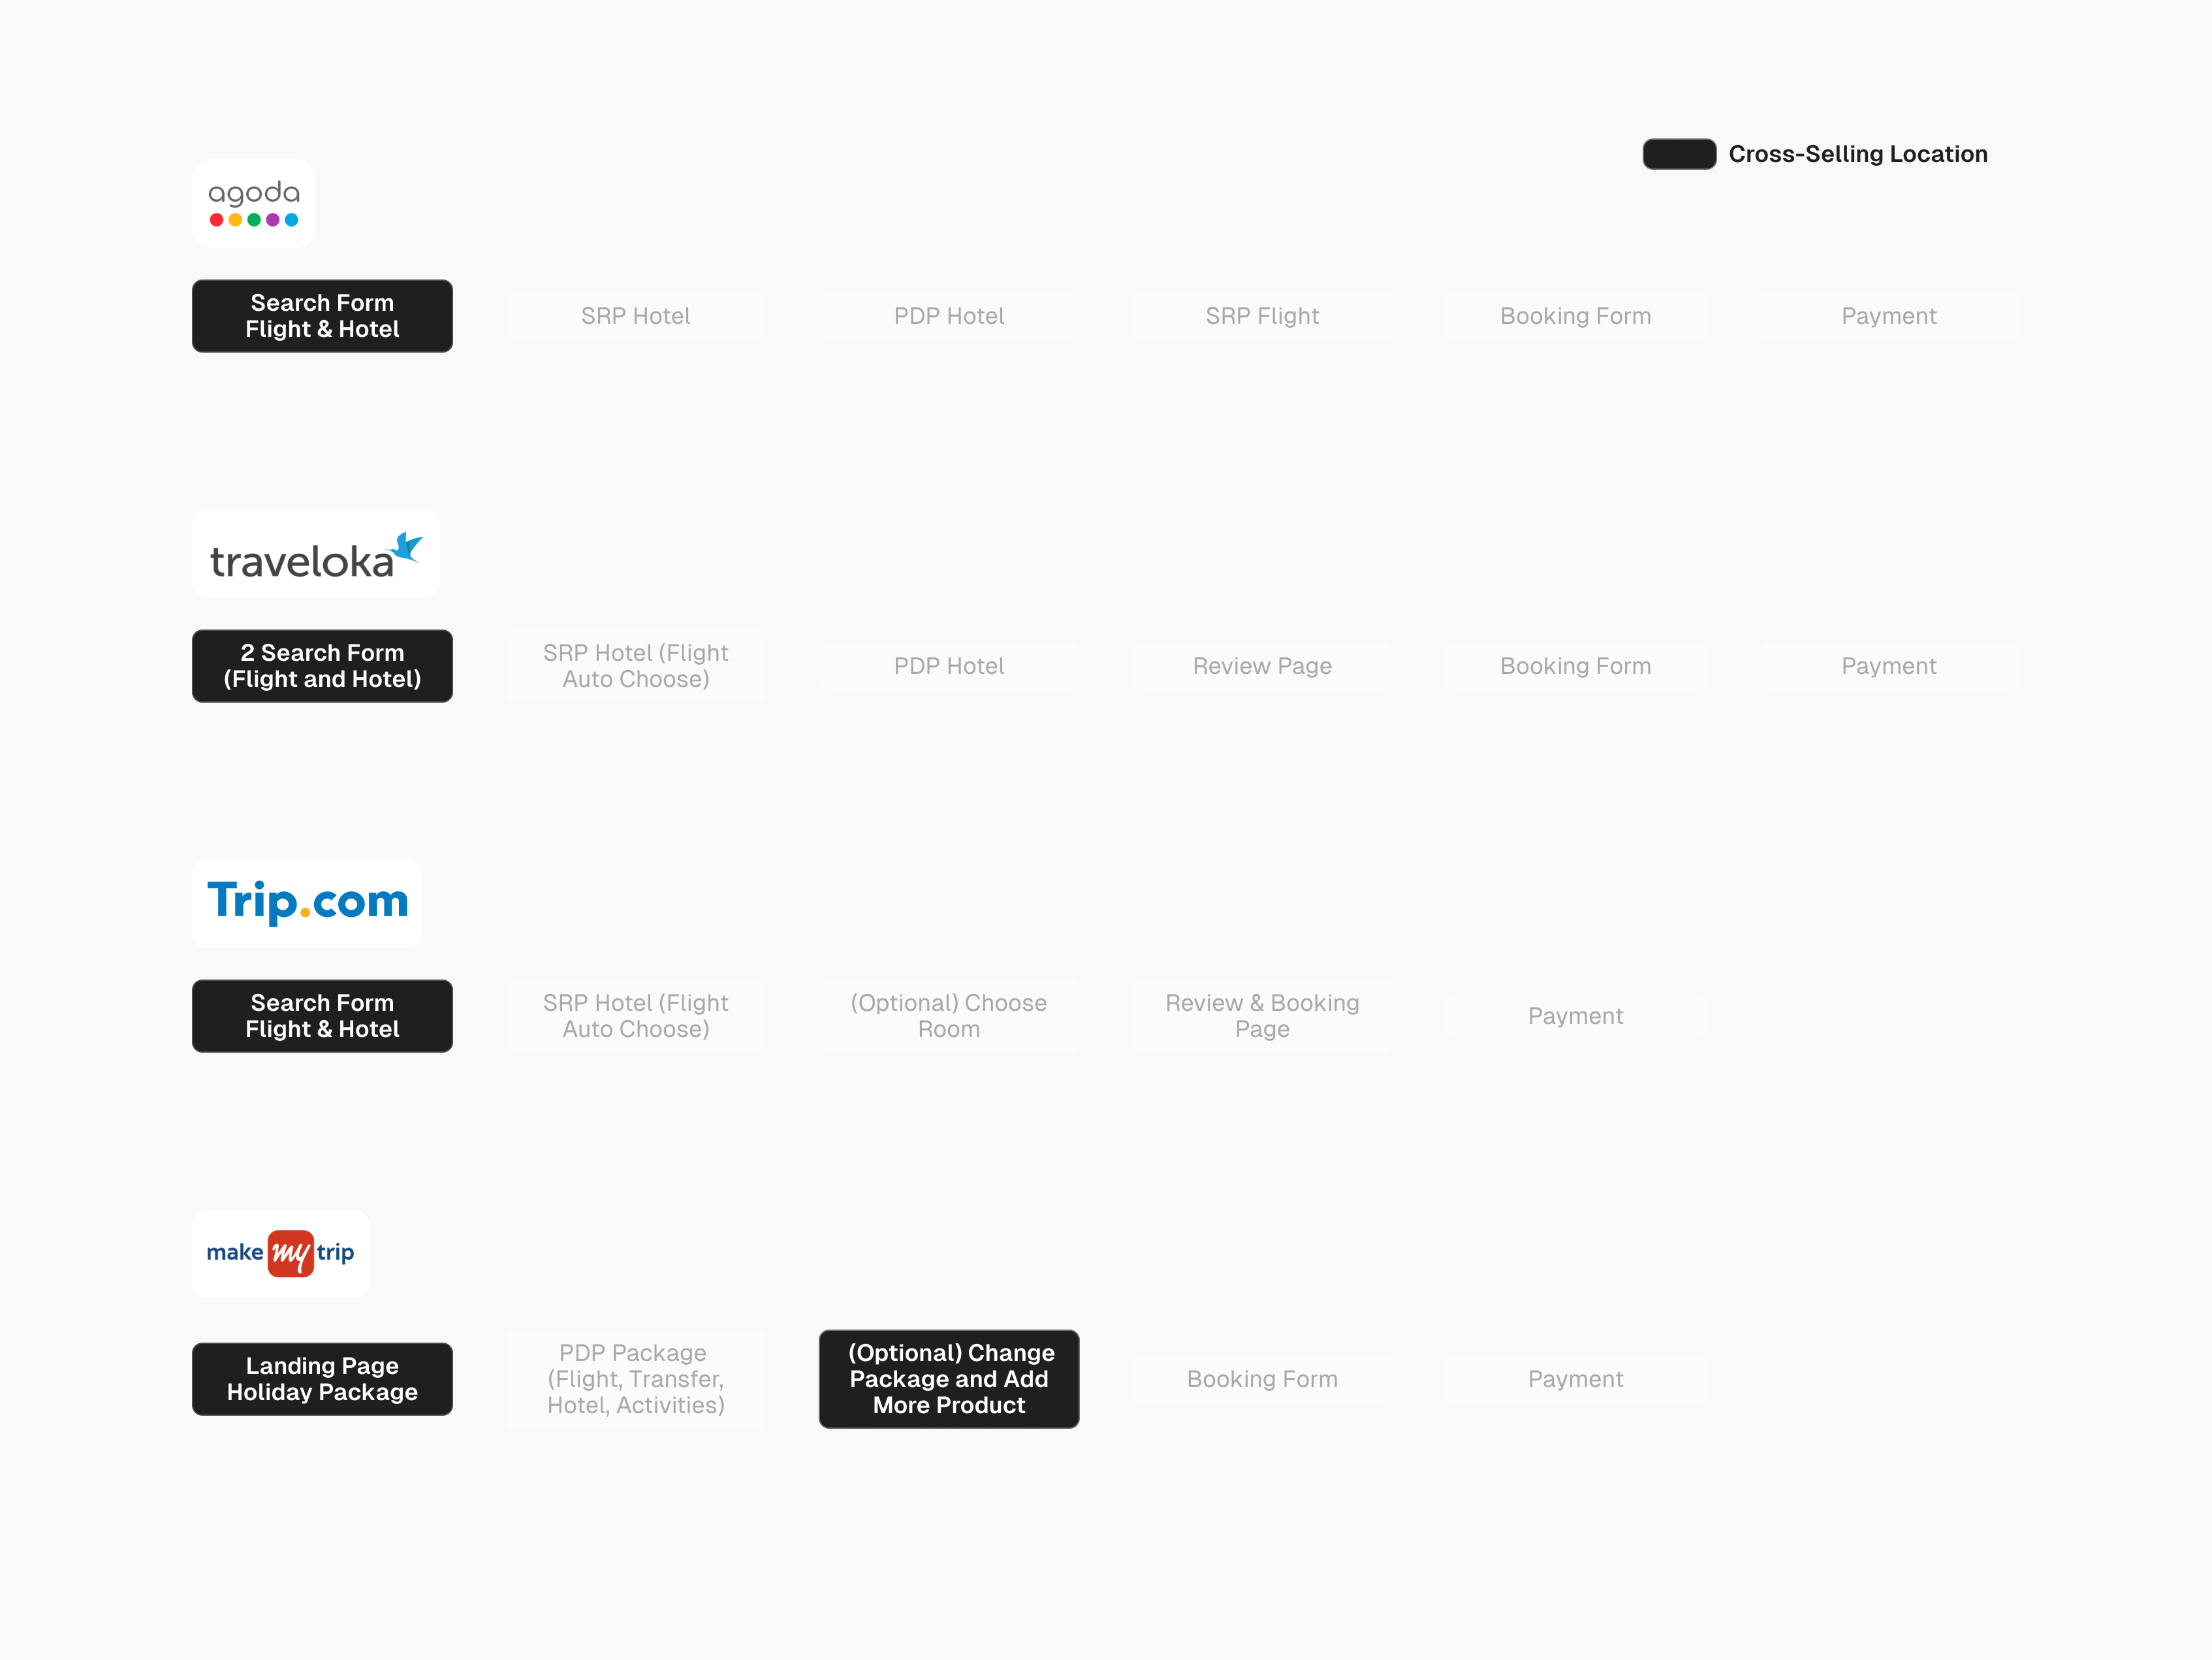 Cross-Selling Location
agoda
Search Form
Flight & Hotel
SRP Hotel
PDP Hotel
SRP Flight
Booking Form
Payment
traveloka
2 Search Form
(Flight and Hotel)
SRP Hotel (Flight
Auto Choose)
PDP Hotel
Review Page
Booking Form
Payment
Trip.com
Search Form
Flight & Hotel
SRP Hotel (Flight
Auto Choose)
(Optional) Choose
Room
Review & Booking
Page
Payment
make my trip
Landing Page
Holiday Package
PDP Package
(Flight, Transfer,
Hotel, Activities)
(Optional) Change
Package and Add
More Product
Booking Form
Payment